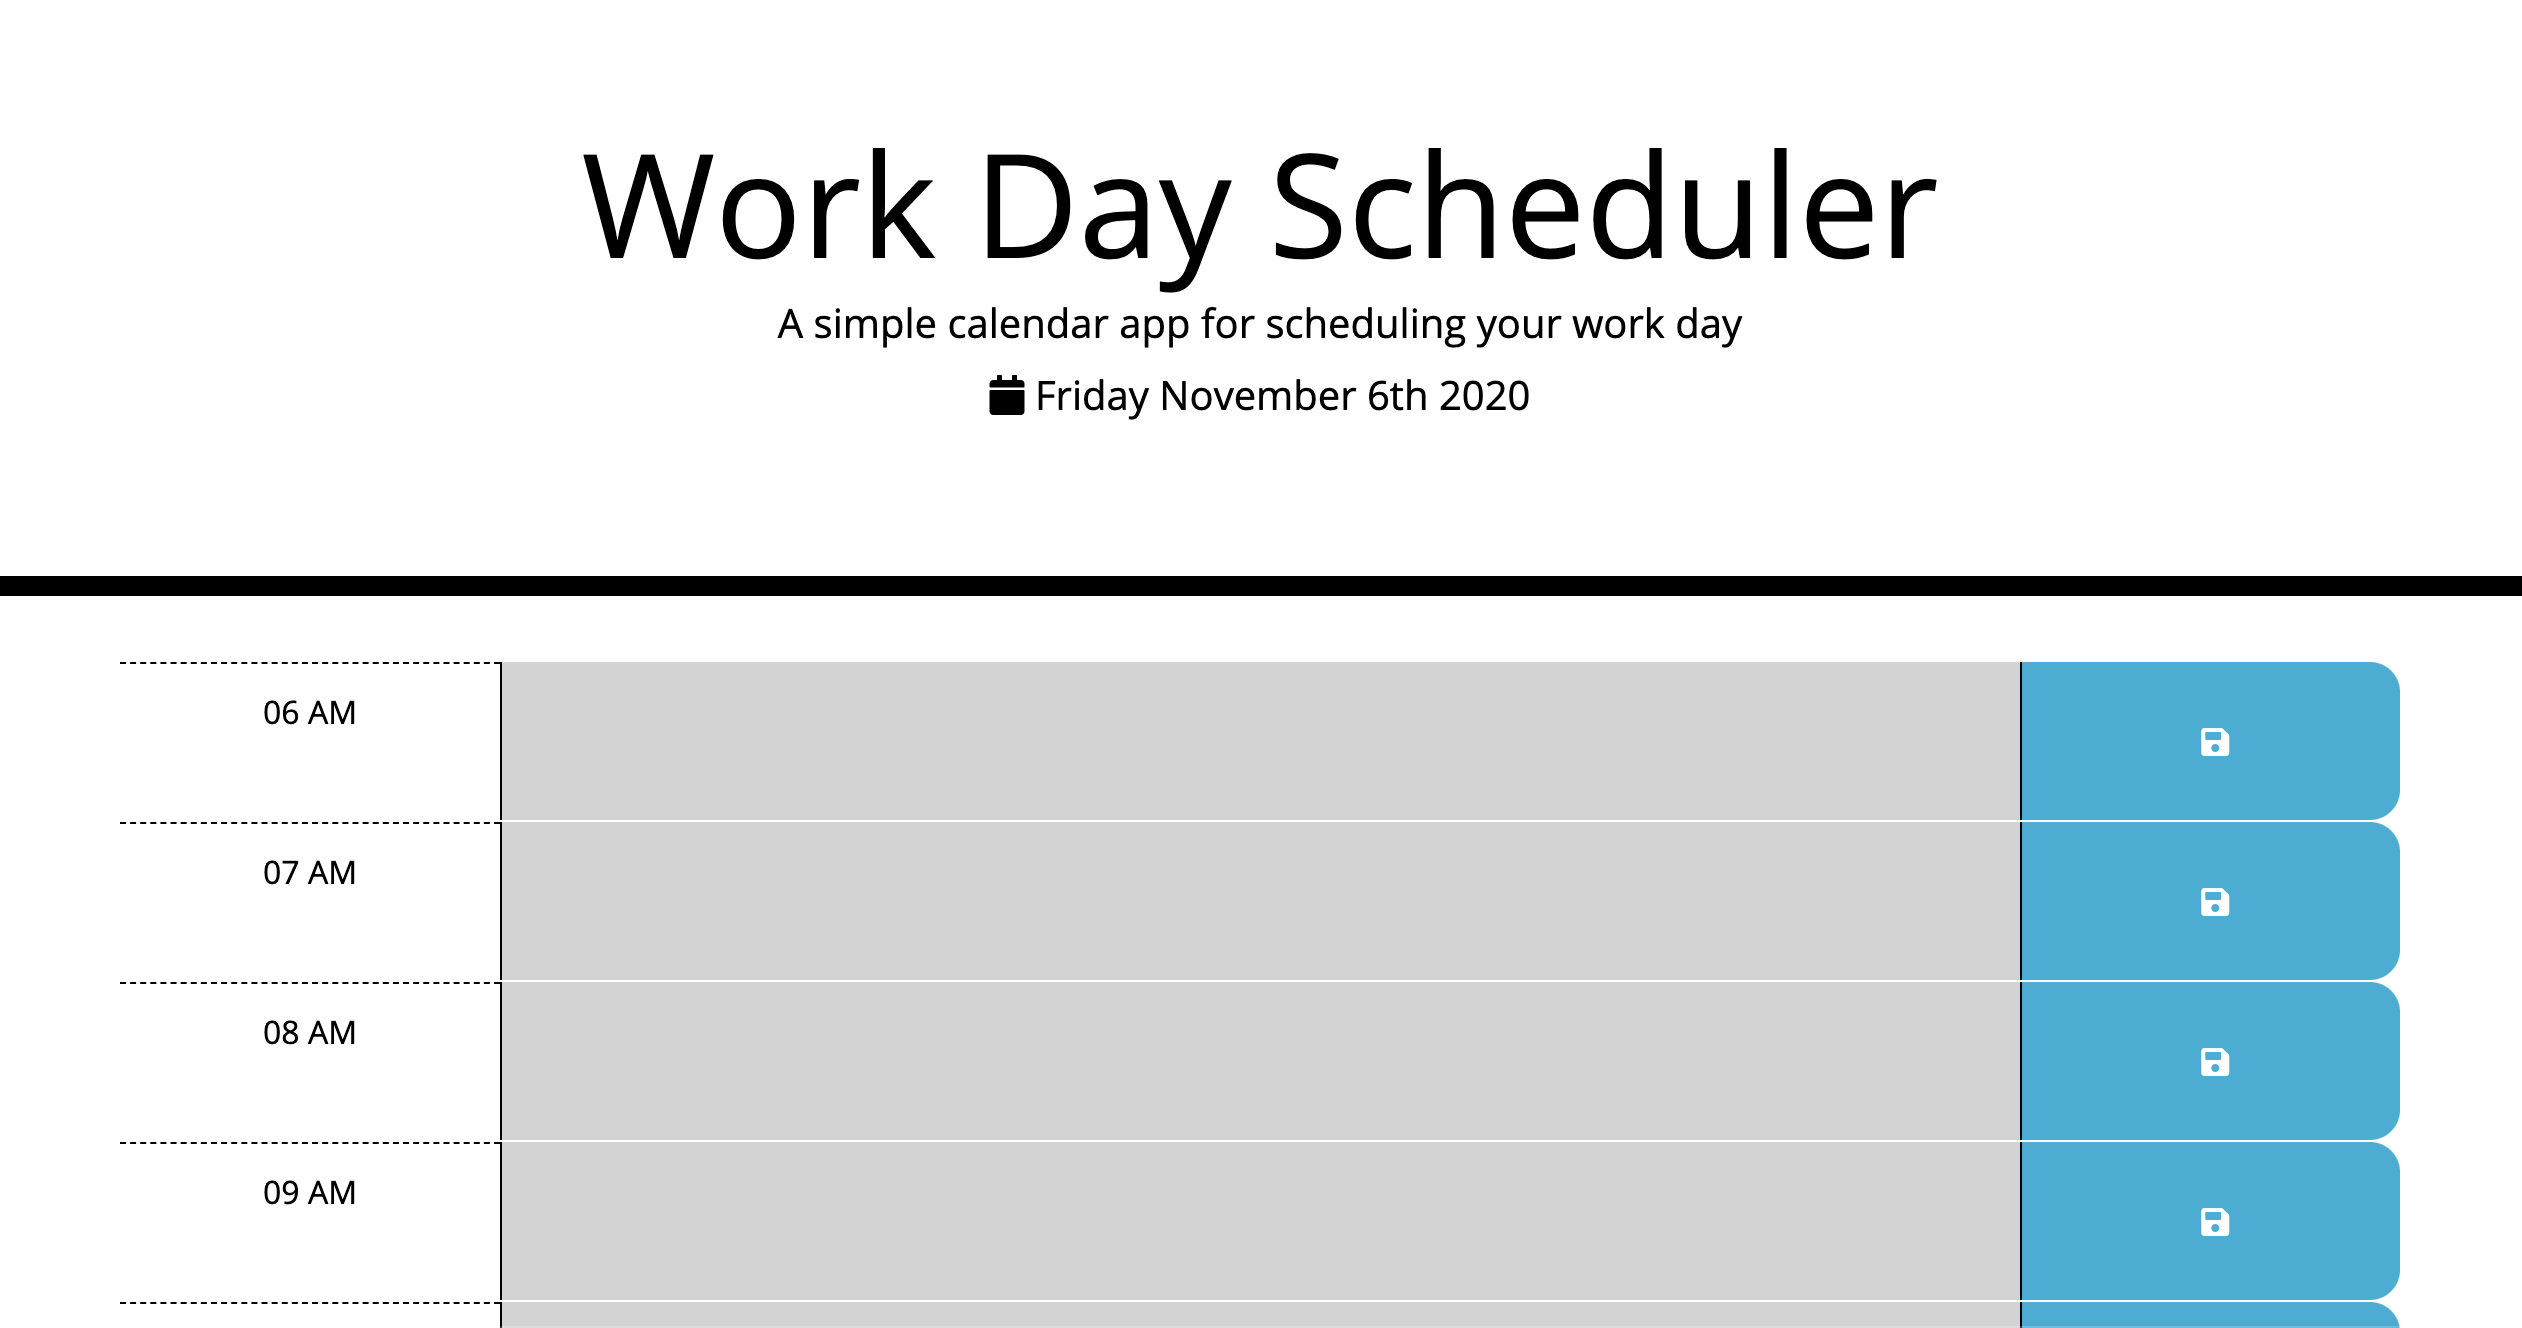 Work Day Scheduler
A simple calendar app for scheduling your work day
Friday November 6th 2020
06 AM
07 AM
08 AM
09 AM